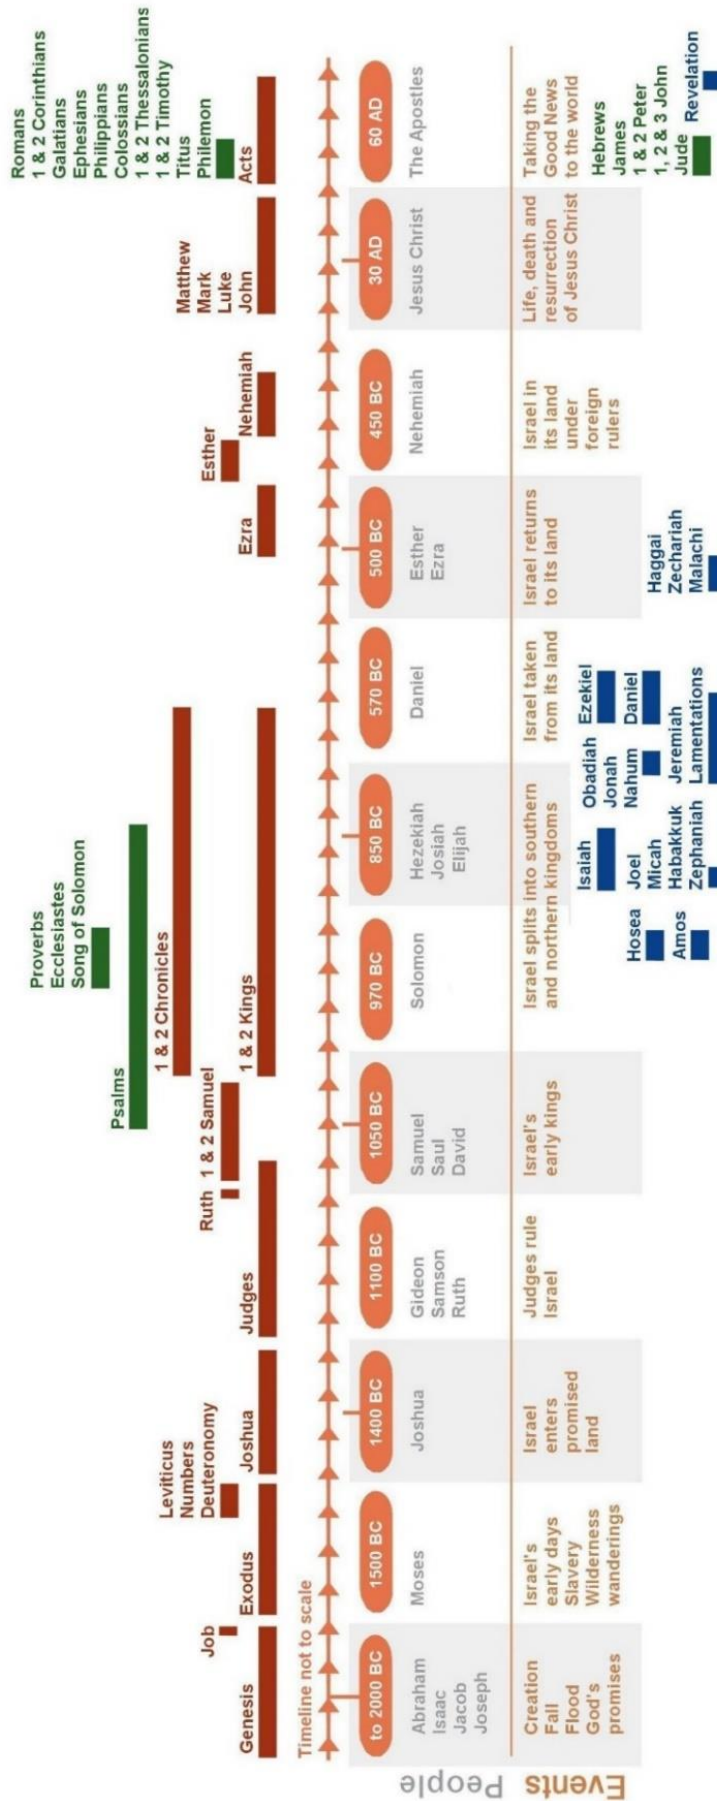 Proverbs
Ecclesiastes
Song of Solomon
Psalms
1 & 2 Chronicles
Romans
1 & 2 Corinthians
Galatians
Ephesians
Philippians
Colossians
1 & 2 Thessalonians
1 & 2 Timothy
Titus
Philemon
Leviticus
Numbers
Deuteronomy
Job
Ruth
1 & 2 Samuel
Esther
Matthew
Mark
Luke
John
Genesis
Exodus
Joshua
Judges
1 & 2 Kings
Ezra
Nehemiah
Acts
Timeline not to scale
to 2000 BC
1500 BC
1400 BC
1100 BC
1050 BC
970 BC
850 BC
570 BC
500 BC
450 BC
30 AD
60 AD
People
Abraham
Isaac
Jacob
Joseph
Moses
Joshua
Gideon
Samson
Ruth
Samuel
Saul
David
Solomon
Hezekiah
Josiah
Elijah
Daniel
Esther
Ezra
Nehemiah
Jesus Christ
The Apostles
Events
Creation
Fall
Flood
God's
promises
Israel's
early days
Slavery
Wilderness
wanderings
Israel
enters
promised
land
Judges rule
Israel
Israel's
early kings
Israel splits into southern
and northern kingdoms
Israel taken
from its land
Israel returns
to its land
Israel in
its land
under
foreign
rulers
Life, death and
resurrection
of Jesus Christ
Taking the
Good News
to the world
Hosea
Amos
Isaiah
Joel
Micah
Habakkuk
Zephaniah
Obadiah
Jonah
Nahum
Jeremiah
Lamentations
Ezekiel
Daniel
Haggai
Zechariah
Malachi
Hebrews
James
1 & 2 Peter
1, 2 & 3 John
Jude
Revelation